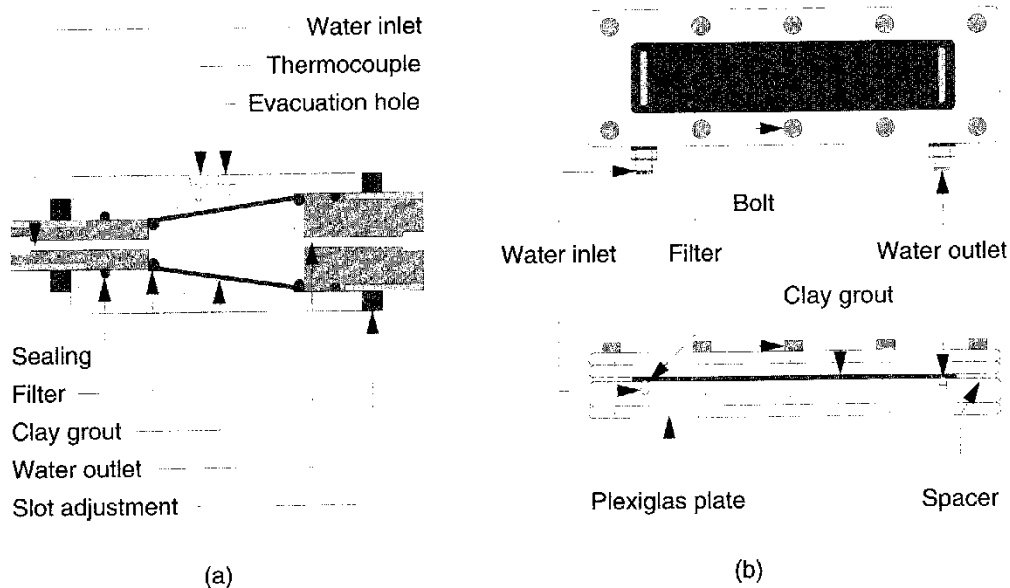 Water inlet
Thermocouple
Evacuation hole
Sealing
Filter
Clay grout
Water outlet
Slot adjustment
(a)
Bolt
Water inlet
Filter
Water outlet
Clay grout
Plexiglas plate
Spacer
(b)